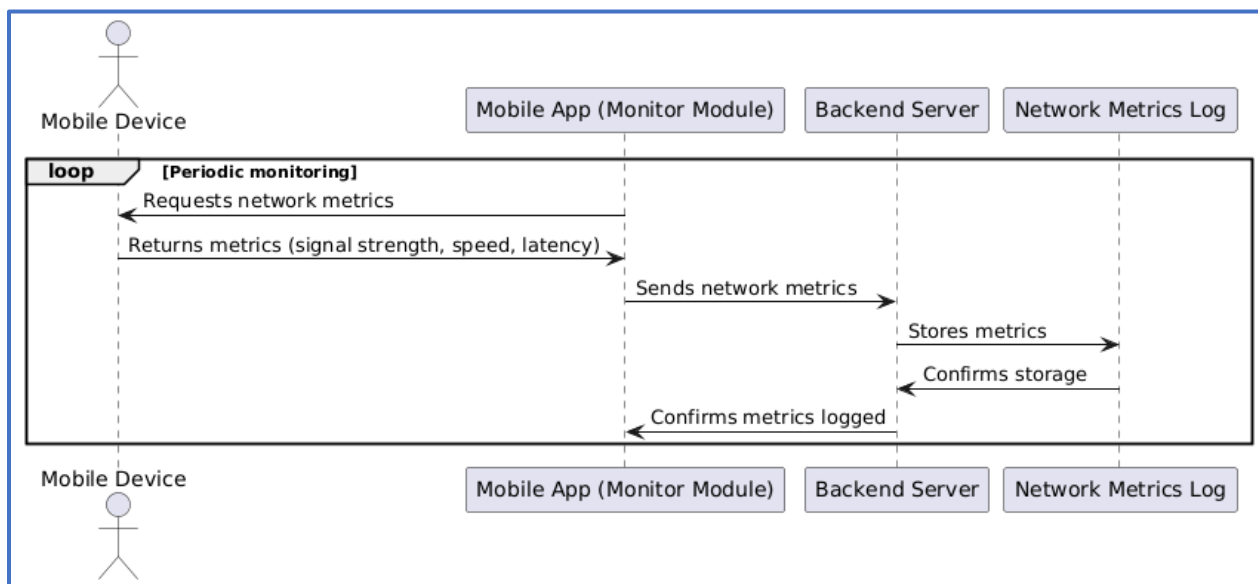 Mobile Device
Mobile App (Monitor Module)
Backend Server
Network Metrics Log
loop
[Periodic monitoring]
Requests network metrics
Returns metrics (signal strength, speed, latency)
Sends network metrics
Stores metrics
Confirms storage
Confirms metrics logged
Mobile Device
Mobile App (Monitor Module)
Backend Server
Network Metrics Log